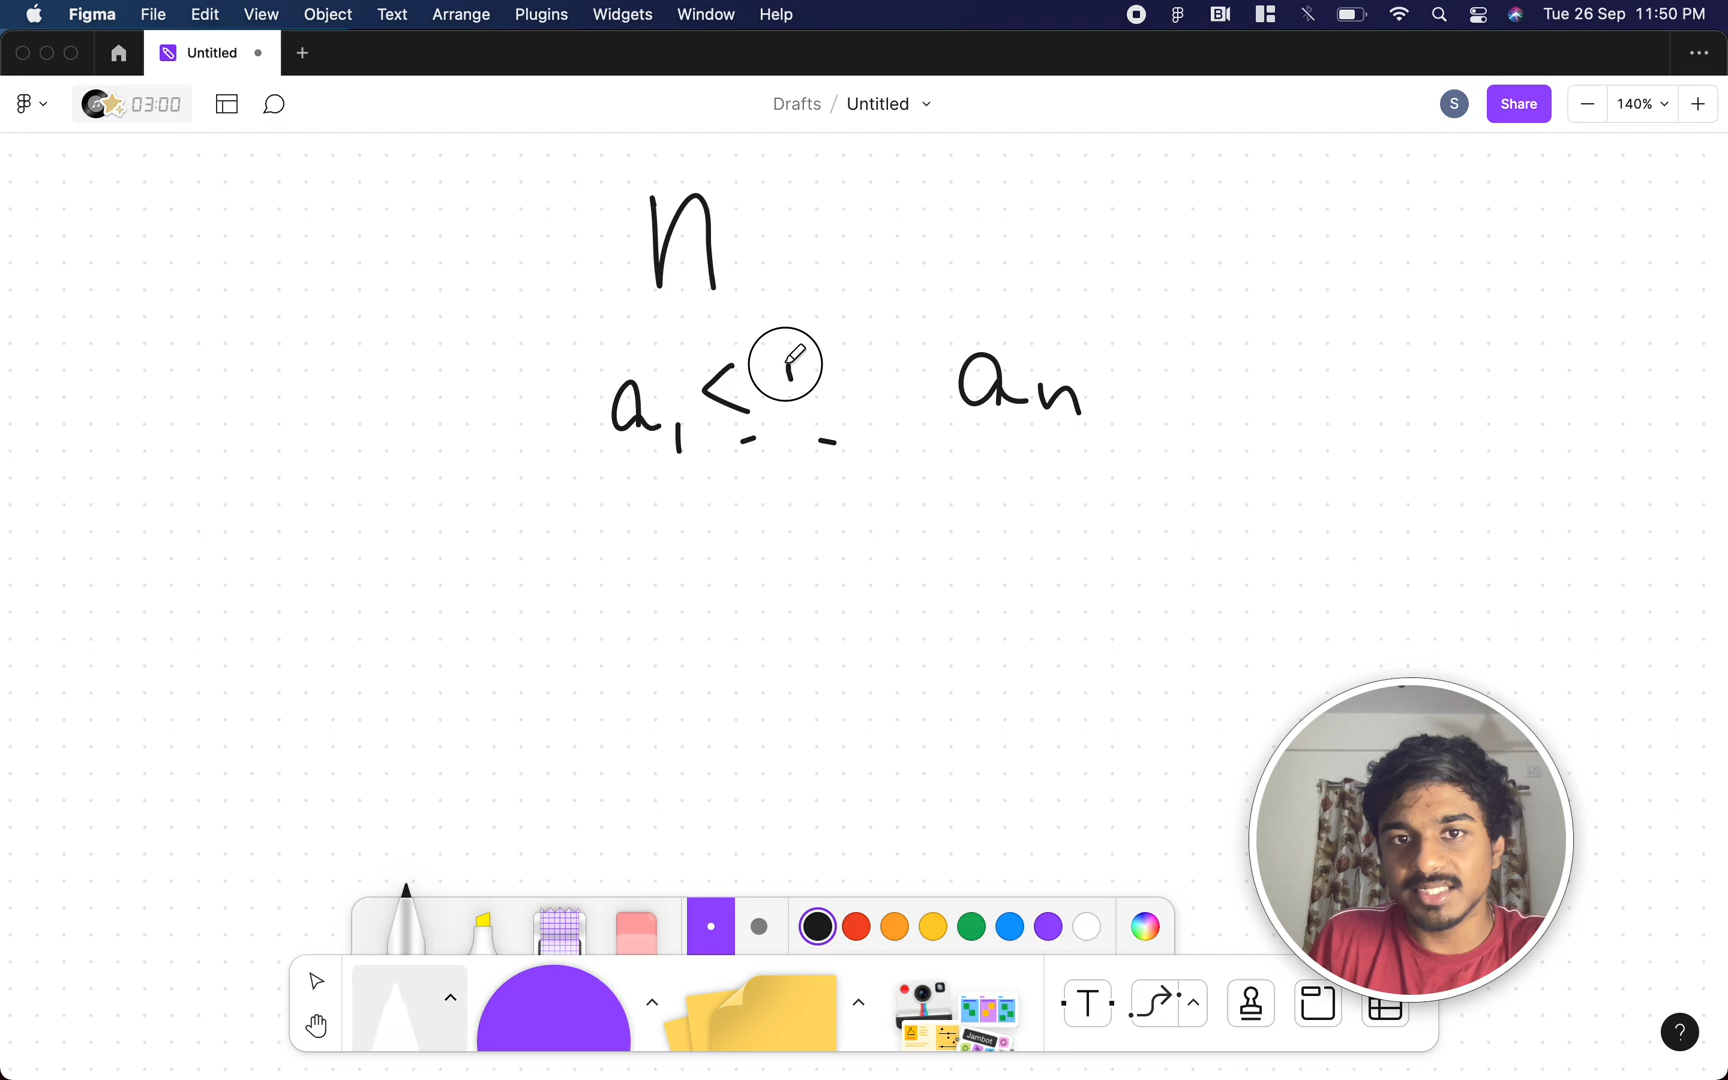 Figma File Edit View Object Text Arrange Plugins Widgets Window Help Tue 26 Sep 11:50 PM
Untitled
03:00 Drafts / Untitled S Share 140%
n
a₁ < aₙ
T
Jambot
?